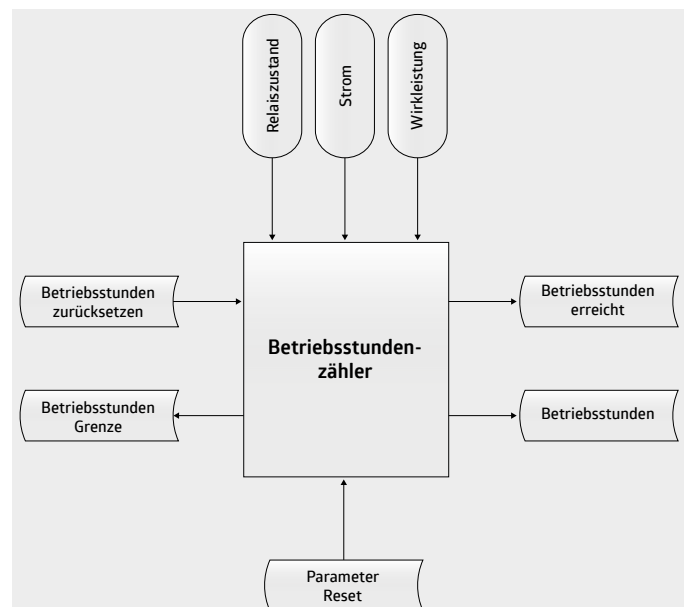 Relaiszustand
Strom
Wirkleistung
Betriebsstunden
zurücksetzen
Betriebsstunden
Grenze
Betriebsstunden-
zähler
Betriebsstunden
erreicht
Betriebsstunden
Parameter
Reset